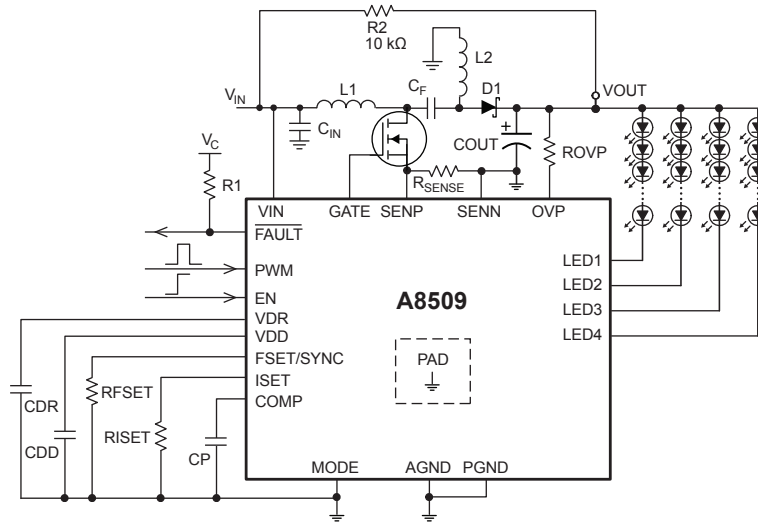 R2
10 kΩ
L2
VIN
L1
CF
D1
VOUT
CIN
COUT
ROVP
VC
RSENSE
R1
VIN
GATE
SENP
SENN
OVP
FAULT
PWM
EN
VDR
VDD
FSET/SYNC
ISET
COMP
A8509
PAD
LED1
LED2
LED3
LED4
CDR
CDD
RFSET
RISET
CP
MODE
AGND
PGND